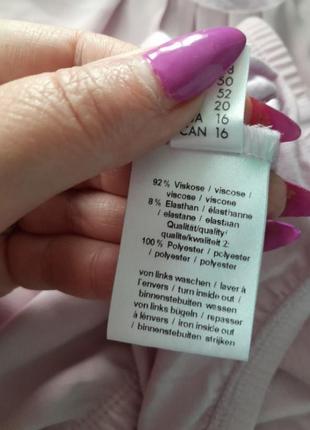 50
52
20
16
CAN 16
92 % Viskose / viscose /
viscose / viscose
8 % Elasthan / élasthanne
/ elastane / elastaan
Qualität/quality/
qualite/kwaliteit 2:
100 % Polyester / polyester
/ polyester / polyester
von links waschen / laver à
l'envers / turn inside out /
binnenstebuiten wassen
von links bügeln / repasser
à l'envers / iron inside out
/ binnenstebuiten strijken